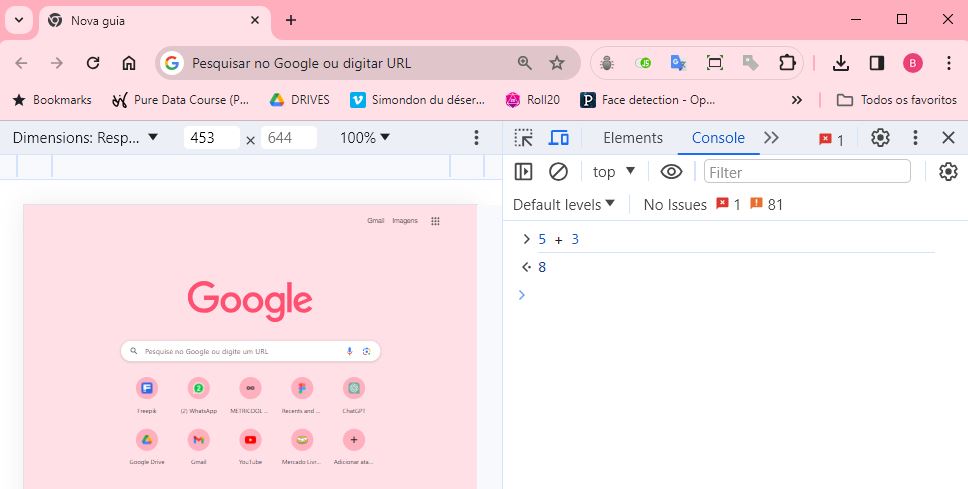 Nova guia
Pesquisar no Google ou digitar URL
B
Bookmarks
Pure Data Course (P...
DRIVES
Simondon du déser...
Roll20
Face detection - Op...
Todos os favoritos
Dimensions: Resp...
453 × 644
100%
Elements
Console
1
top
Filter
Default levels
No Issues
1
81
5 + 3
8
Gmail
Imagens
Google
Pesquise no Google ou digite um URL
Freepik
(2) WhatsApp
METRICOOL ...
Recents and ...
ChatGPT
Google Drive
Gmail
YouTube
Mercado Livr...
Adicionar ata...